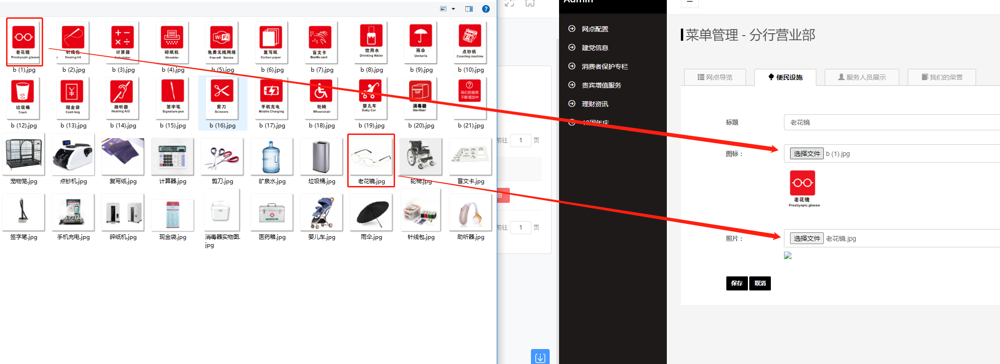 老花镜
Presbyopic glasses
针线包
Sewing kit
计算器
Calculator
碎纸机
Shredder
WiFi
免费无线网络
Free wifi Service
复写纸
Carbon paper
盲文卡
Braille card
饮用水
Drinking Water
雨伞
Umbella
点钞机
Counting machine
b (1).jpg
b (2).jpg
b (3).jpg
b (4).jpg
b (5).jpg
b (6).jpg
b (7).jpg
b (8).jpg
b (9).jpg
b (10).jpg
垃圾桶
Trash
现金袋
Cash bag
助听器
Hearing AID
签字笔
Signature pen
剪刀
Scissors
手机充电
Mobile Charging
轮椅
Wheelchair
婴儿车
Baby Car
消毒器
Sterilizer
我们的服务
不断增加中
b (12).jpg
b (13).jpg
b (14).jpg
b (15).jpg
b (16).jpg
b (17).jpg
b (18).jpg
b (19).jpg
b (20).jpg
b (21).jpg
宠物笼.jpg
点钞机.jpg
复写纸.jpg
计算器.jpg
剪刀.jpg
矿泉水.jpg
垃圾桶.jpg
老花镜.jpg
轮椅.jpg
盲文卡.jpg
签字笔.jpg
手机充电.jpg
碎纸机.jpg
现金袋.jpg
消毒器实物图.
jpg
医药箱.jpg
婴儿车.jpg
雨伞.jpg
针线包.jpg
助听器.jpg
前往 1 页
前往 1 页
Admin
网点配置
建党信息
消费者保护专栏
贵宾增值服务
理财资讯
10周年庆
菜单管理 - 分行营业部
网点导览
便民设施
服务人员展示
我们的荣誉
标题
老花镜
图标：
选择文件 b (1).jpg
老花镜
Presbyopic glasses
照片：
选择文件 老花镜.jpg
保存
取消